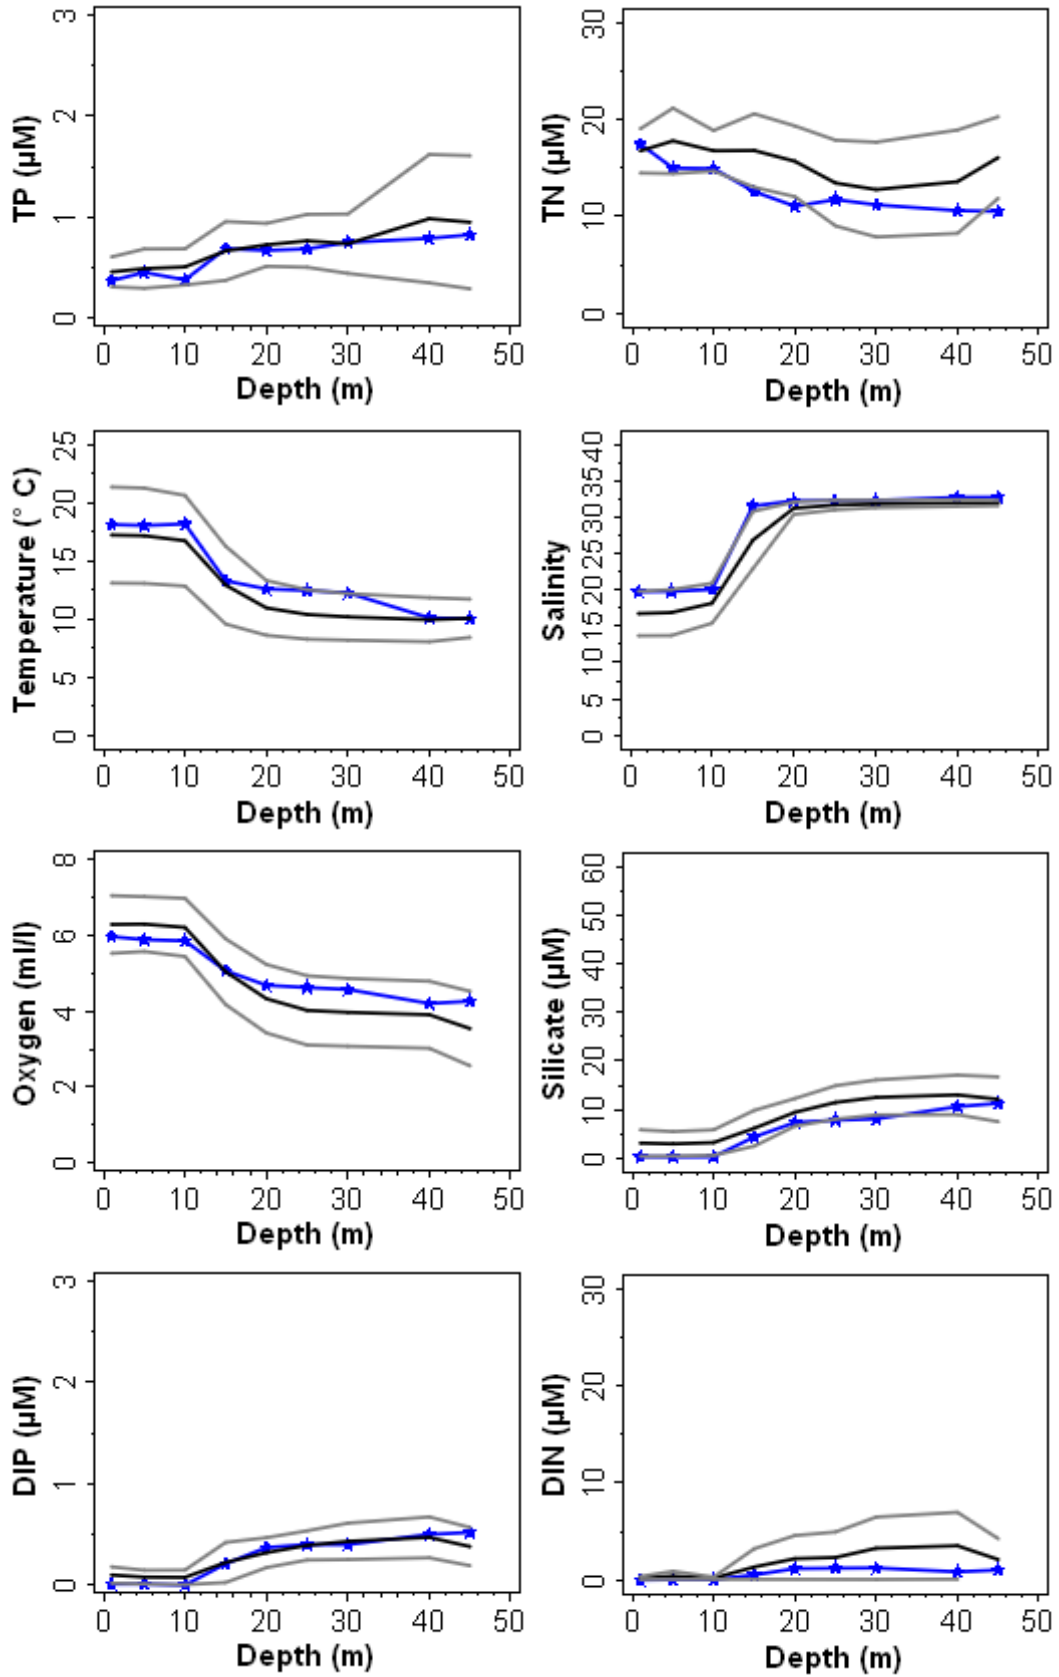 TP (µM)
0 1 2 3
0 10 20 30 40 50
Depth (m)
TN (µM)
0 10 20 30
0 10 20 30 40 50
Depth (m)
Temperature (° C)
0 5 10 15 20 25
0 10 20 30 40 50
Depth (m)
Salinity
0 5 10 15 20 25 30 35 40
0 10 20 30 40 50
Depth (m)
Oxygen (ml/l)
0 2 4 6 8
0 10 20 30 40 50
Depth (m)
Silicate (µM)
0 10 20 30 40 50 60
0 10 20 30 40 50
Depth (m)
DIP (µM)
0 1 2 3
0 10 20 30 40 50
Depth (m)
DIN (µM)
0 10 20 30
0 10 20 30 40 50
Depth (m)